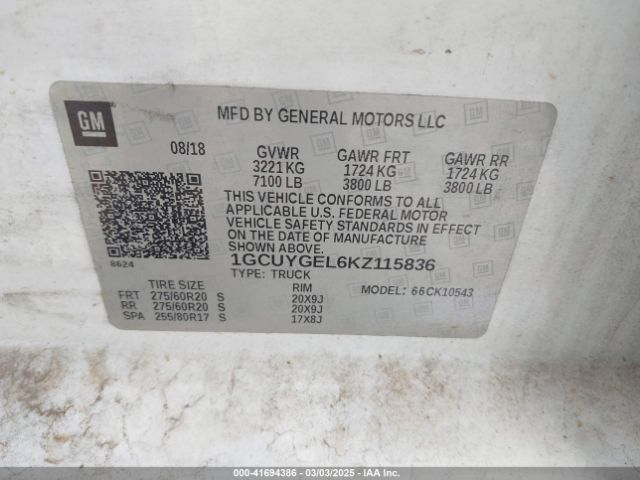 GM
MFD BY GENERAL MOTORS LLC
08/18 GVWR GAWR FRT GAWR RR
3221 KG 1724 KG 1724 KG
7100 LB 3800 LB 3800 LB
THIS VEHICLE CONFORMS TO ALL
APPLICABLE U.S. FEDERAL MOTOR
VEHICLE SAFETY STANDARDS IN EFFECT
ON THE DATE OF MANUFACTURE
SHOWN ABOVE.
8624 1GCUYGEL6KZ115836
TYPE: TRUCK
TIRE SIZE RIM MODEL: 66CK10543
FRT 275/60R20 S 20X9J
RR 275/60R20 S 20X9J
SPA 255/80R17 S 17X8J
000-41694386 - 03/03/2025 - IAA Inc.